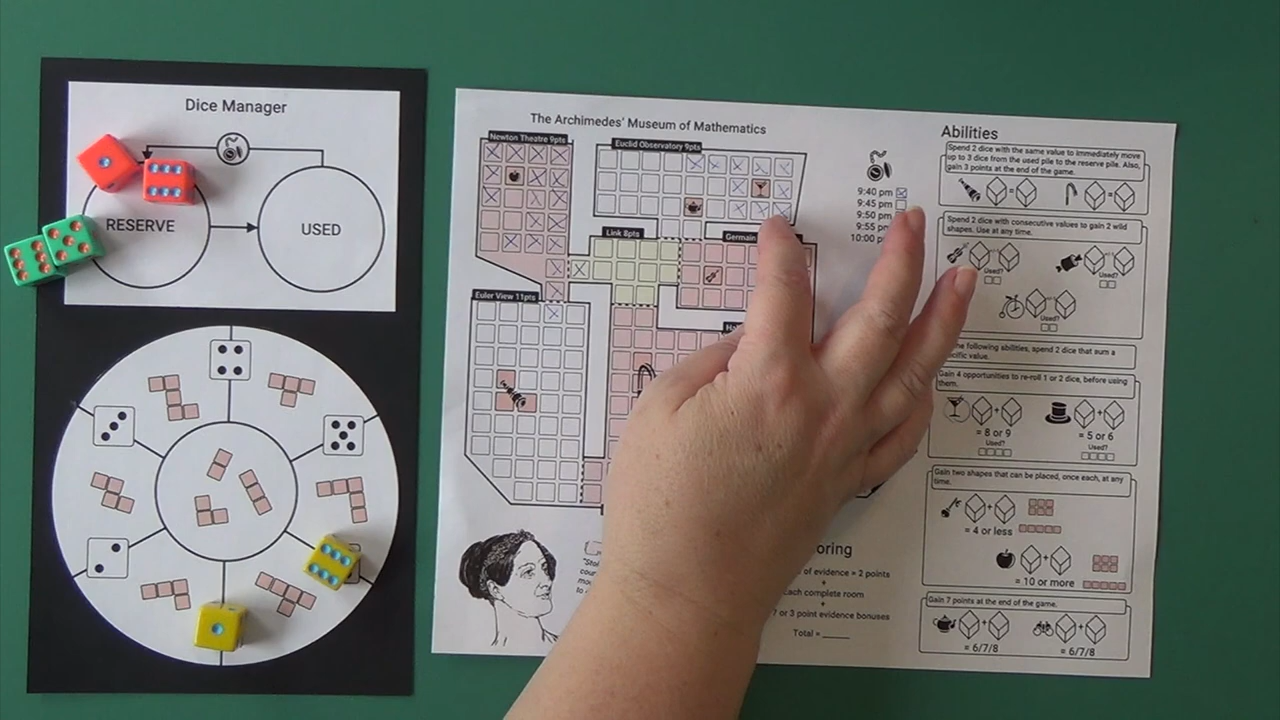 Dice Manager
RESERVE
USED
The Archimedes' Museum of Mathematics
Newton Theatre 9pts
Euclid Observatory 9pts
Link 8pts
Germain
Euler View 11pts
9:40 pm
9:45 pm
9:50 pm
9:55
10:00
Abilities
Spend 2 dice with the same value to immediately move
up to 3 dice from the used pile to the reserve pile. Also,
gain 3 points at the end of the game.
=
=
Spend 2 dice with consecutive values to gain 2 wild
shapes. Use at any time.
Used?
Used?
Used?
following abilities, spend 2 dice that sum a
value.
Gain 4 opportunities to re-roll 1 or 2 dice, before using
them.
+
+
= 8 or 9
= 5 or 6
Used?
Used?
Gain two shapes that can be placed, once each, at any
time.
+
= 4 or less
+
= 10 or more
Gain 7 points at the end of the game.
+
+
= 6/7/8
= 6/7/8
of evidence = 2 points
+
complete room
+
or 3 point evidence bonuses
Total = ______